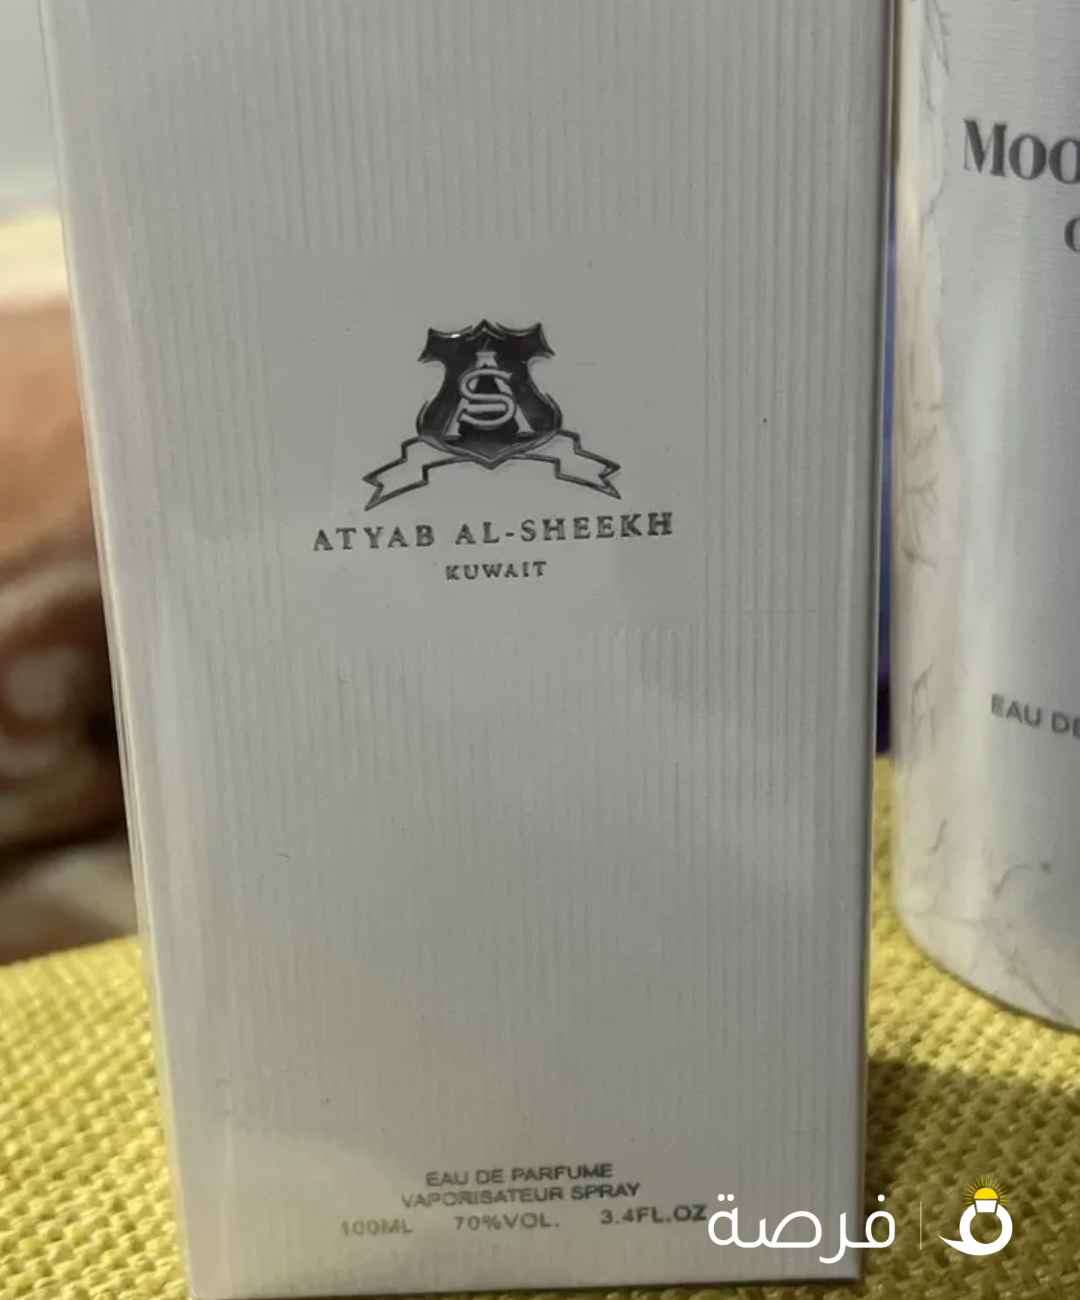 AS
ATYAB AL-SHEEKH
KUWAIT
EAU DE PARFUME
VAPORISATEUR SPRAY
100ML 70%VOL. 3.4FL.OZ
EAU DE
فرصة